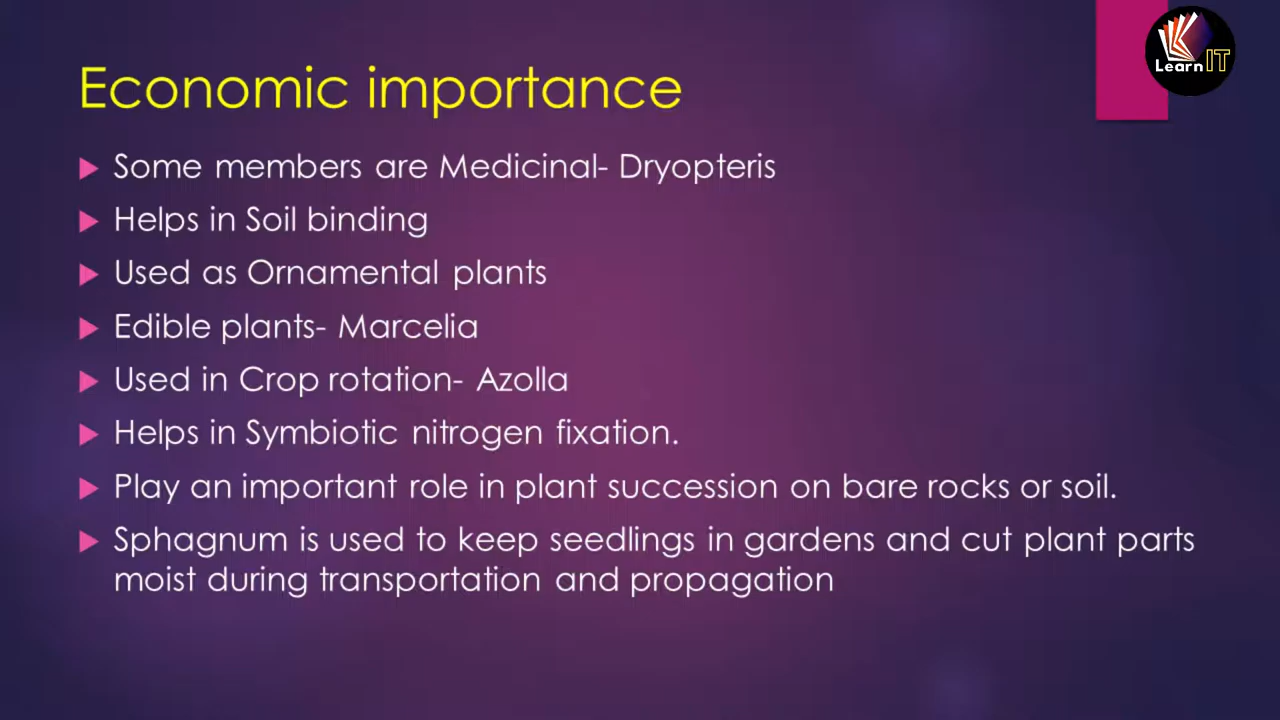 Learn IT
Economic importance
Some members are Medicinal- Dryopteris
Helps in Soil binding
Used as Ornamental plants
Edible plants- Marcelia
Used in Crop rotation- Azolla
Helps in Symbiotic nitrogen fixation.
Play an important role in plant succession on bare rocks or soil.
Sphagnum is used to keep seedlings in gardens and cut plant parts
moist during transportation and propagation